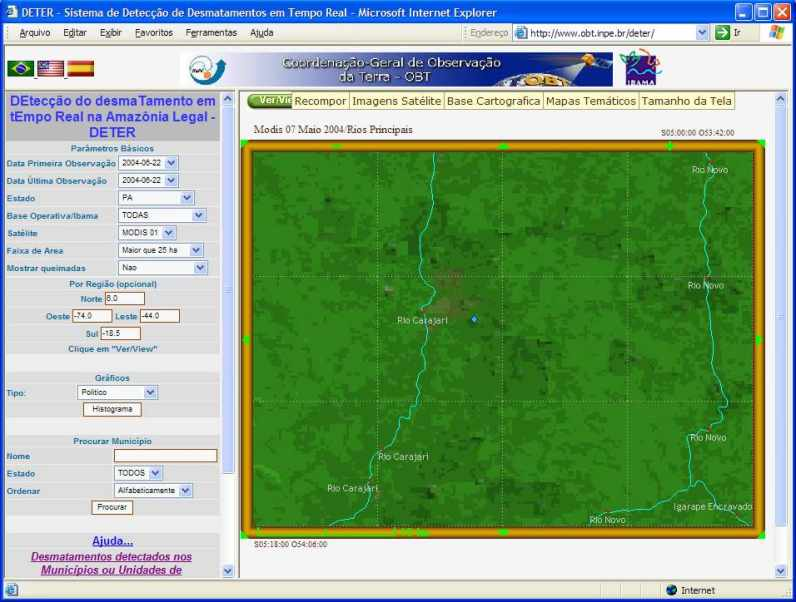 DETER - Sistema de Detecção de Desmatamentos em Tempo Real - Microsoft Internet Explorer
Arquivo Editar Exibir Favoritos Ferramentas Ajuda
Endereço http://www.obt.inpe.br/deter/ Ir
Coordenação-Geral de Observação
da Terra - OBT
OBT
IBAMA
DEtecção do desmaTamento em
tEmpo Real na Amazônia Legal -
DETER
Parâmetros Básicos
Data Primeira Observação 2004-06-22
Data Última Observação 2004-06-22
Estado PA
Base Operativa/Ibama TODAS
Satélite MODIS 01
Faixa de Area Maior que 25 ha
Mostrar queimadas Nao
Por Região (opcional)
Norte 6.0
Oeste -74.0 Leste -44.0
Sul -18.5
Clique em "Ver/View"
Gráficos
Tipo: Politico
Histograma
Procurar Município
Nome
Estado TODOS
Ordenar Alfabeticamente
Procurar
Ajuda...
Desmatamentos detectados nos
Municípios ou Unidades de
Ver/Vie Recompor Imagens Satélite Base Cartografica Mapas Temáticos Tamanho da Tela
Modis 07 Maio 2004/Rios Principais
S05:00:00 O53:42:00
Rio Novo
Rio Novo
Rio Carajari
Rio Novo
Rio Carajari
Rio Carajari
Igarape Encravado
Rio Novo
S05:18:00 O54:06:00
Internet